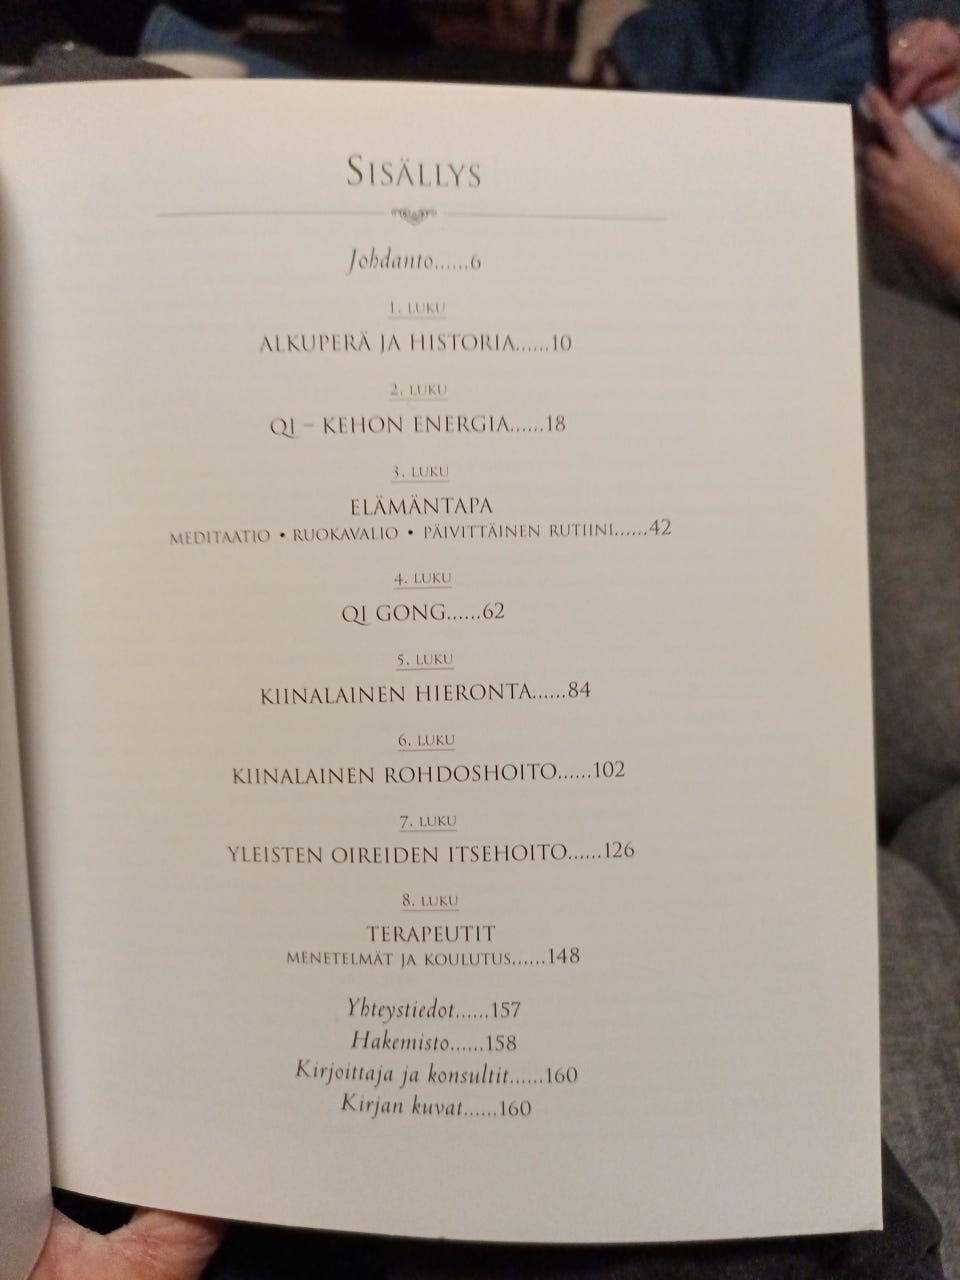 SISÄLLYS
Johdanto......6
1. LUKU
ALKUPERÄ JA HISTORIA......10
2. LUKU
QI – KEHON ENERGIA......18
3. LUKU
ELÄMÄNTAPA
MEDITAATIO • RUOKAVALIO • PÄIVITTÄINEN RUTIINI......42
4. LUKU
QI GONG......62
5. LUKU
KIINALAINEN HIERONTA......84
6. LUKU
KIINALAINEN ROHDOSHOITO......102
7. LUKU
YLEISTEN OIREIDEN ITSEHOITO......126
8. LUKU
TERAPEUTIT
MENETELMÄT JA KOULUTUS......148
Yhteystiedot......157
Hakemisto......158
Kirjoittaja ja konsultit......160
Kirjan kuvat......160